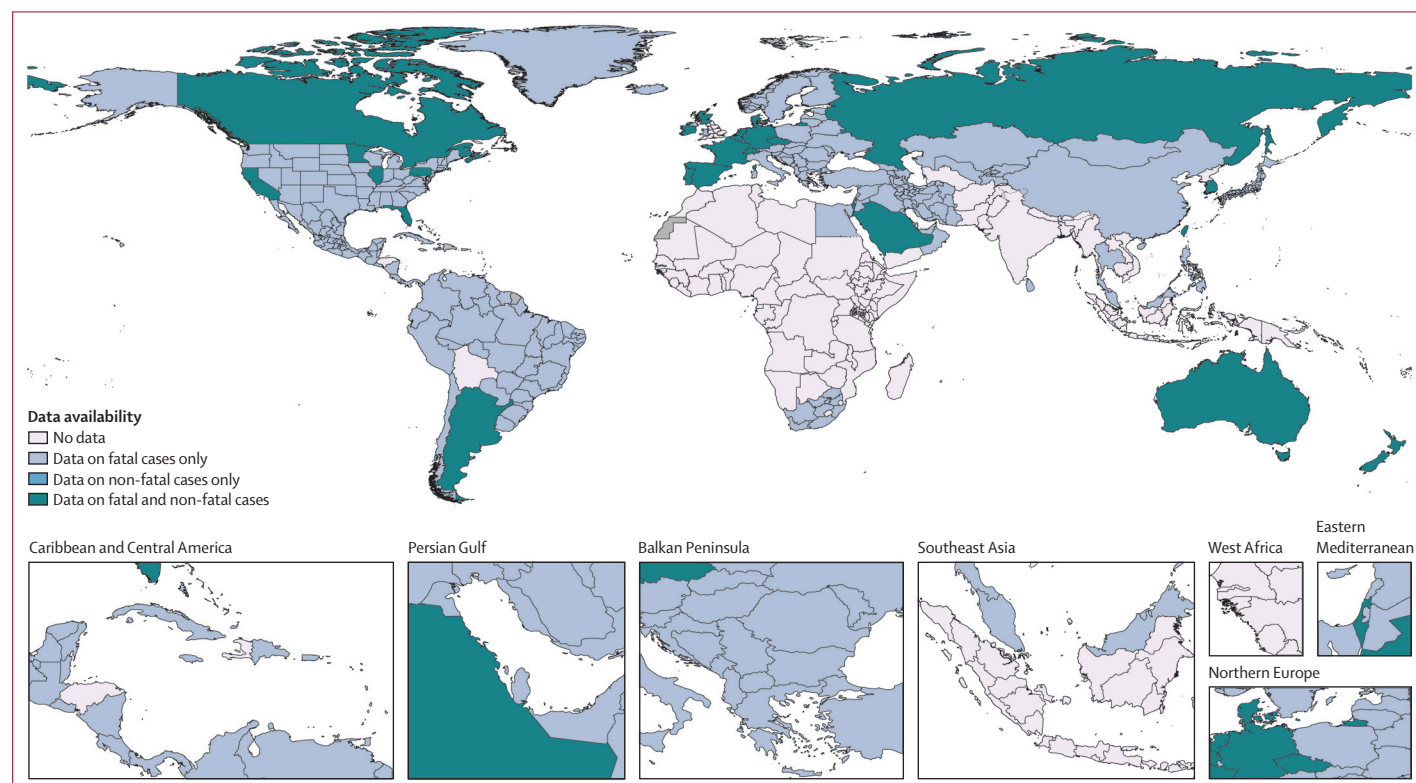 Data availability
No data
Data on fatal cases only
Data on non-fatal cases only
Data on fatal and non-fatal cases
Caribbean and Central America
Persian Gulf
Balkan Peninsula
Southeast Asia
West Africa
Eastern
Mediterranean
Northern Europe